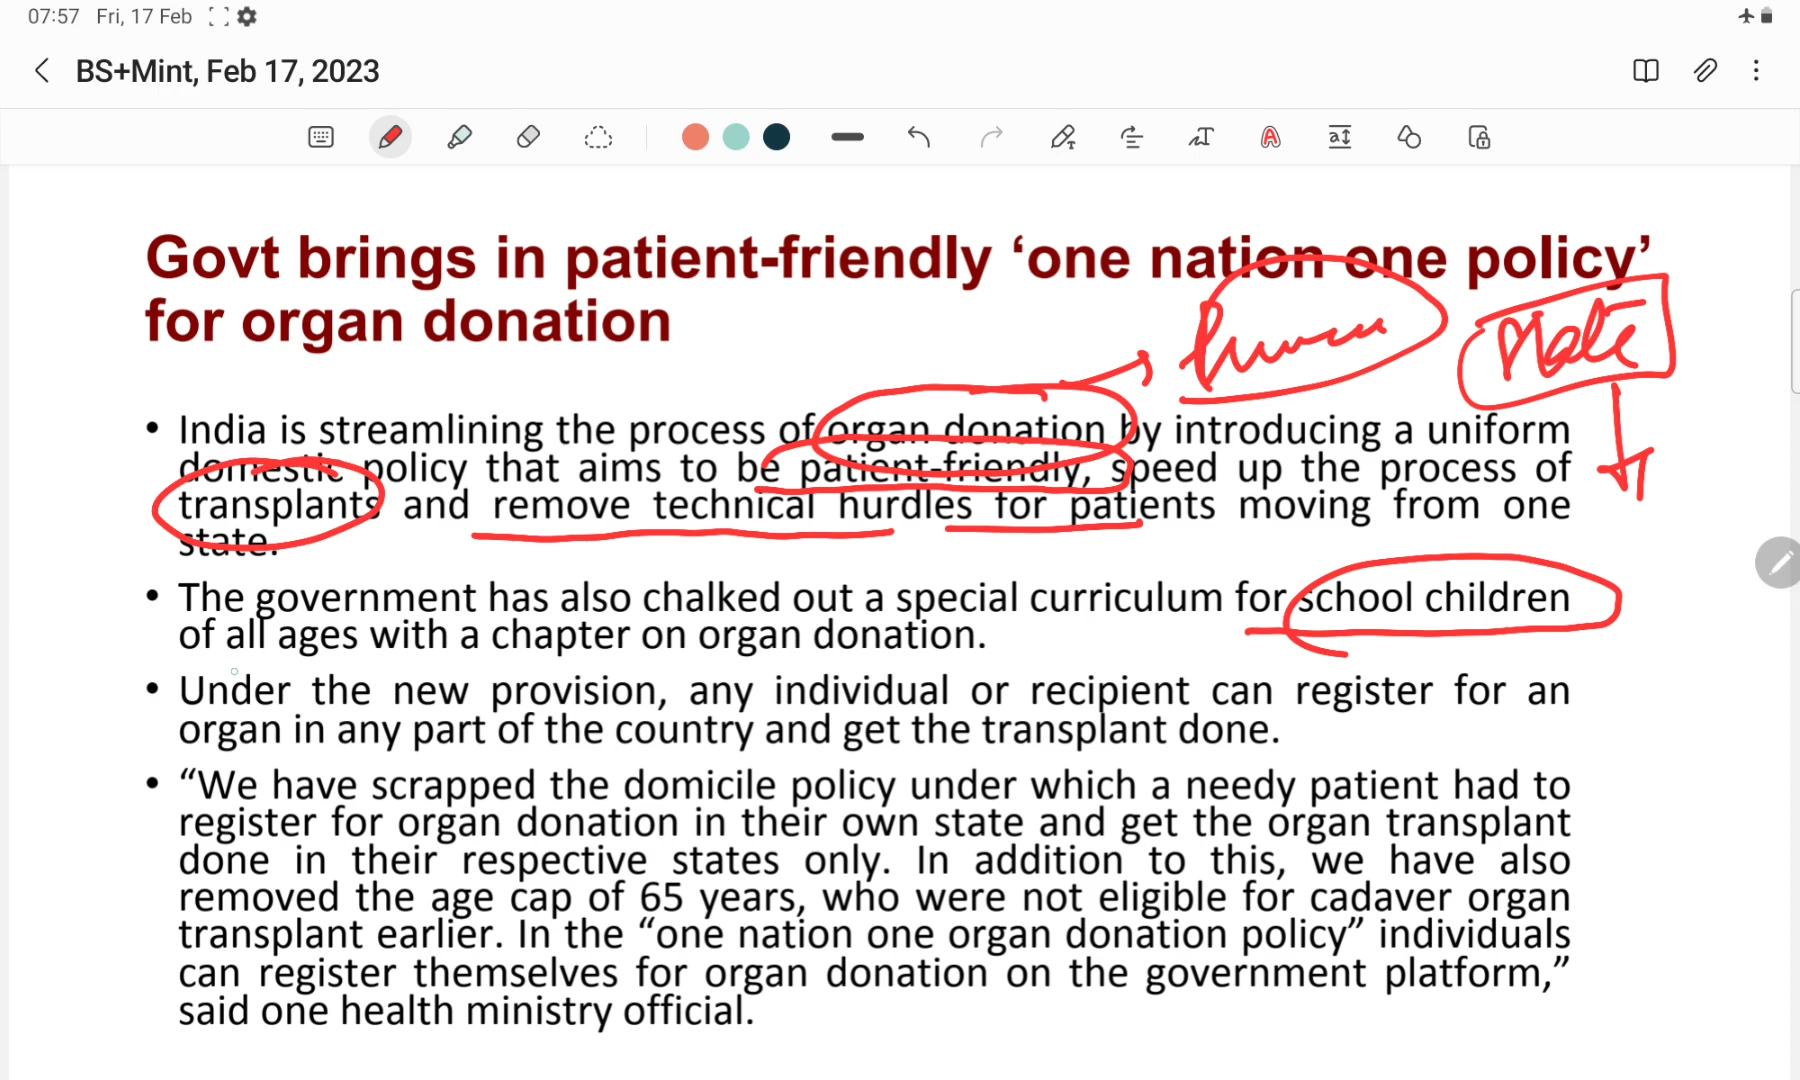 07:57 Fri, 17 Feb
BS+Mint, Feb 17, 2023
Govt brings in patient-friendly ‘one nation one policy’
for organ donation
human
• India is streamlining the process of organ donation by introducing a uniform
domestic policy that aims to be patient-friendly, speed up the process of
transplants and remove technical hurdles for patients moving from one
state.
• The government has also chalked out a special curriculum for school children
of all ages with a chapter on organ donation.
• Under the new provision, any individual or recipient can register for an
organ in any part of the country and get the transplant done.
• “We have scrapped the domicile policy under which a needy patient had to
register for organ donation in their own state and get the organ transplant
done in their respective states only. In addition to this, we have also
removed the age cap of 65 years, who were not eligible for cadaver organ
transplant earlier. In the “one nation one organ donation policy” individuals
can register themselves for organ donation on the government platform,”
said one health ministry official.